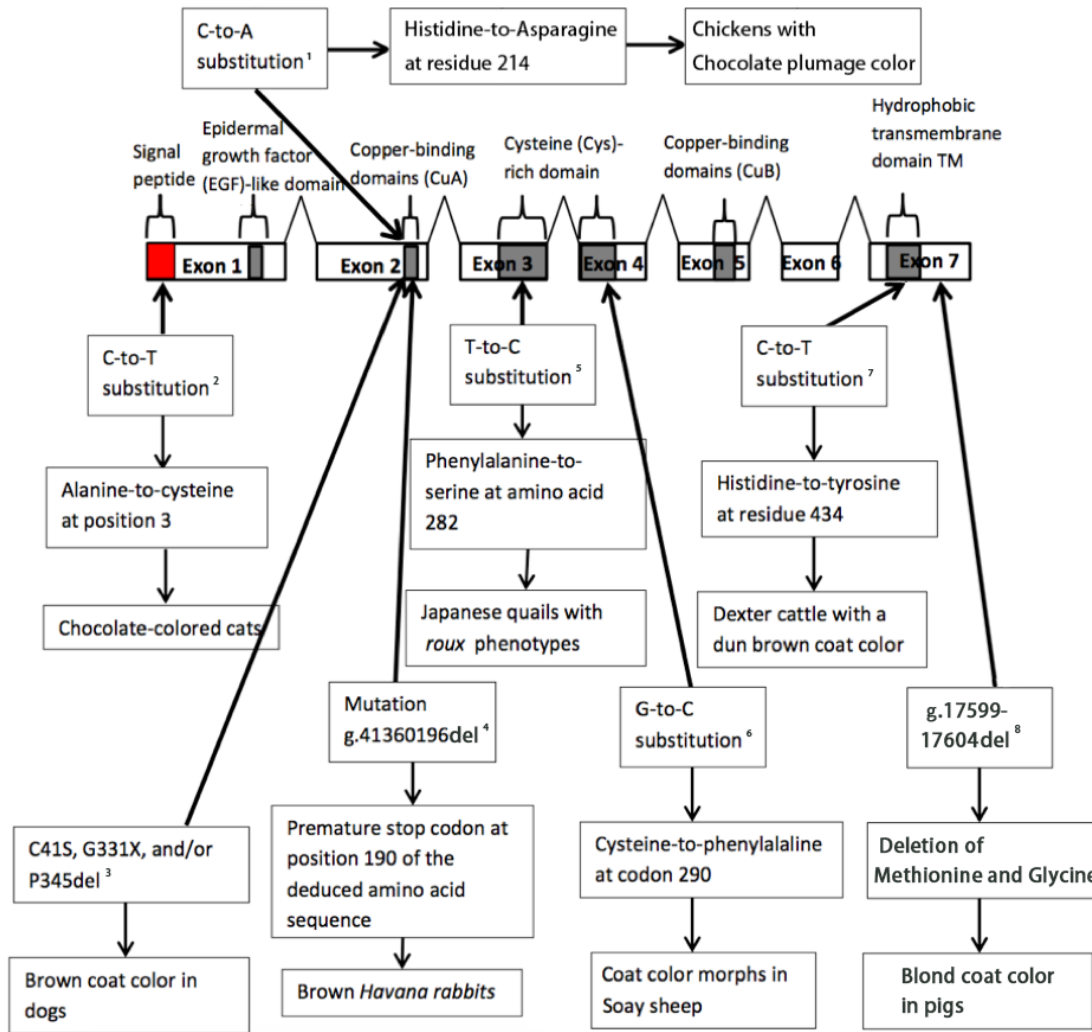 C-to-A
substitution 1
Histidine-to-Asparagine
at residue 214
Chickens with
Chocolate plumage color
Signal
peptide
Epidermal
growth factor
(EGF)-like domain
Copper-binding
domains (CuA)
Cysteine (Cys)-
rich domain
Copper-binding
domains (CuB)
Hydrophobic
transmembrane
domain TM
Exon 1
Exon 2
Exon 3
Exon 4
Exon 5
Exon 6
Exon 7
C-to-T
substitution 2
T-to-C
substitution 5
C-to-T
substitution 7
Alanine-to-cysteine
at position 3
Phenylalanine-to-
serine at amino acid
282
Histidine-to-tyrosine
at residue 434
Chocolate-colored cats
Japanese quails with
roux phenotypes
Dexter cattle with a
dun brown coat color
Mutation
g.41360196del 4
G-to-C
substitution 6
g.17599-
17604del 8
C41S, G331X, and/or
P345del 3
Premature stop codon at
position 190 of the
deduced amino acid
sequence
Cysteine-to-phenylaline
at codon 290
Deletion of
Methionine and Glycine
Brown coat color in
dogs
Brown Havana rabbits
Coat color morphs in
Soay sheep
Blond coat color
in pigs